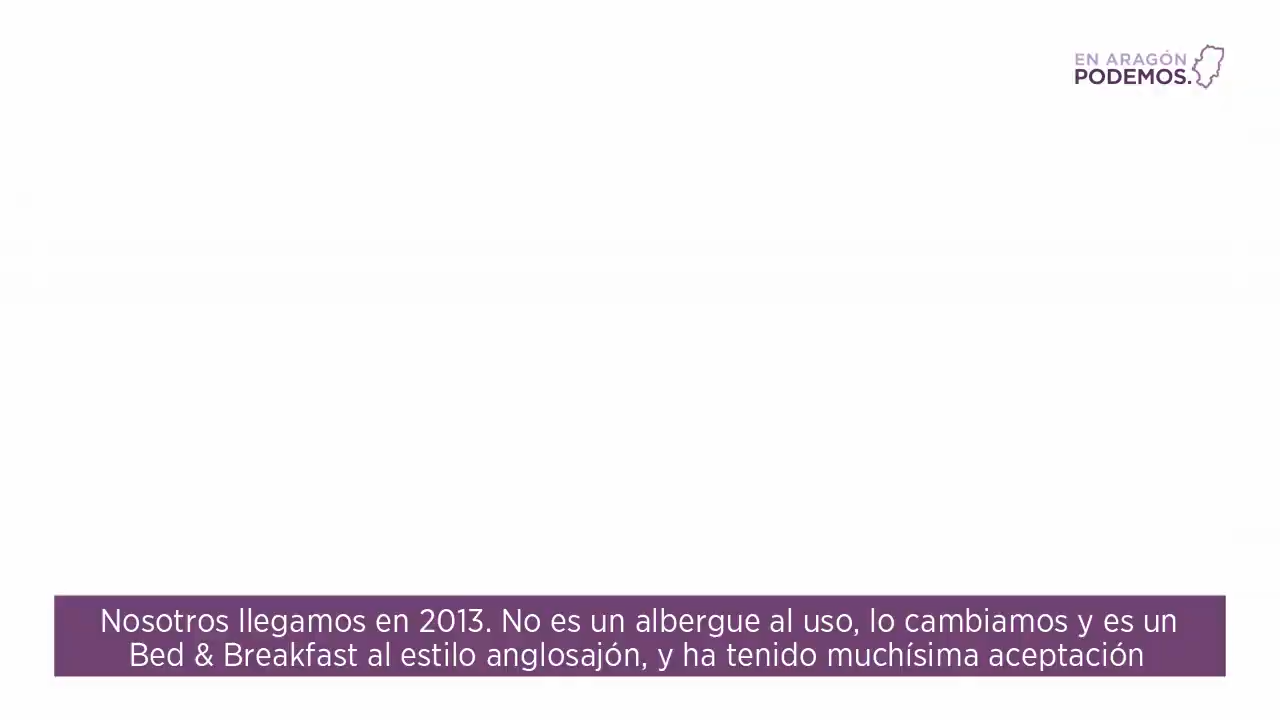 EN ARAGÓN
PODEMOS.
Nosotros llegamos en 2013. No es un albergue al uso, lo cambiamos y es un
Bed & Breakfast al estilo anglosajón, y ha tenido muchísima aceptación